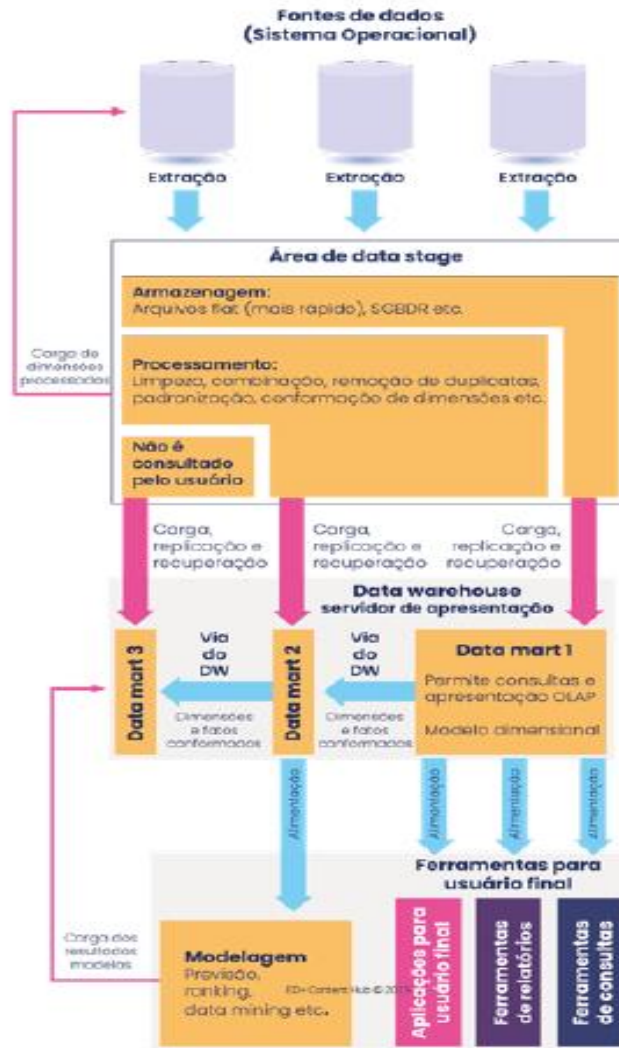 Fontes de dados
(Sistema Operacional)
Extração
Extração
Extração
Área de data stage
Armazenagem:
Arquivos flat (mais rápido), SGBDR etc.
Carga de
dimensões
processadas
Processamento:
Limpeza, combinação, remoção de duplicatas,
padronização, conformação de dimensões etc.
Não é
consultado
pelo usuário
Carga,
replicação e
recuperação
Carga,
replicação e
recuperação
Carga,
replicação e
recuperação
Data warehouse
servidor de apresentação
Data mart 3
Via
do
DW
Dimensões
e fatos
conformados
Data mart 2
Via
do
DW
Dimensões
e fatos
conformados
Data mart 1
Permite consultas e
apresentação OLAP
Modelo dimensional
Alimentação
Alimentação
Alimentação
Alimentação
Ferramentas para
usuário final
Carga dos
resultados
modelos
Modelagem
Previsão,
ranking,
data mining etc.
Content Hub ©
Aplicações para
usuário final
Ferramentas
de relatórios
Ferramentas
de consultas